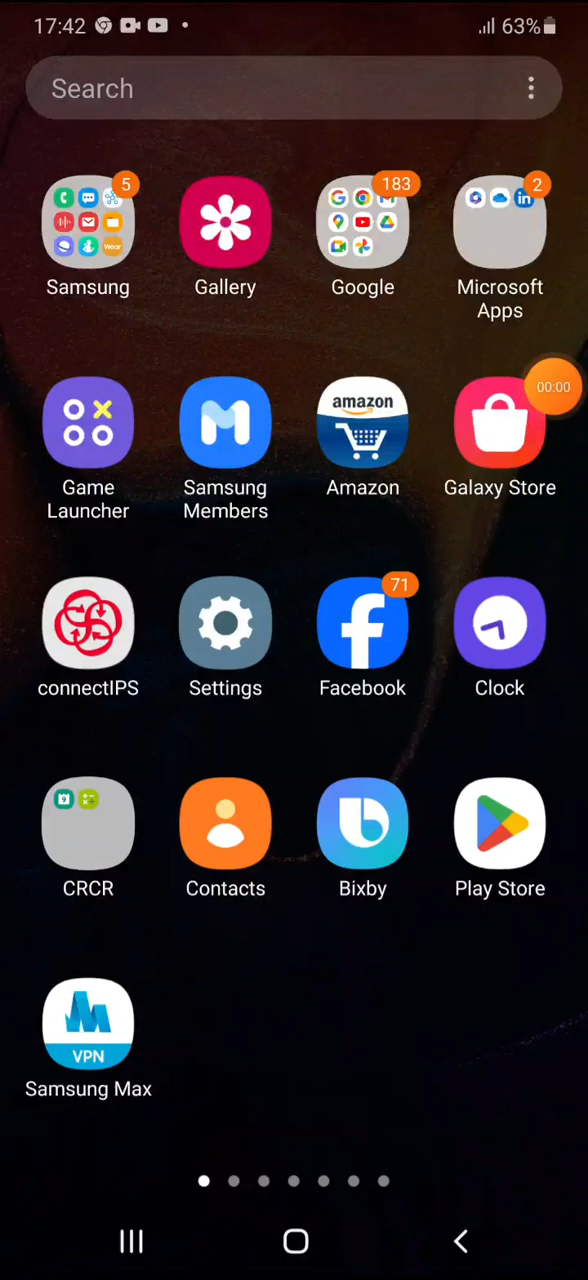 17:42
63%
Search
5
183
2
Samsung
Gallery
Google
Microsoft
Apps
amazon
00:00
Game
Launcher
Samsung
Members
Amazon
Galaxy Store
71
connectIPS
Settings
Facebook
Clock
CRCR
Contacts
Bixby
Play Store
VPN
Samsung Max